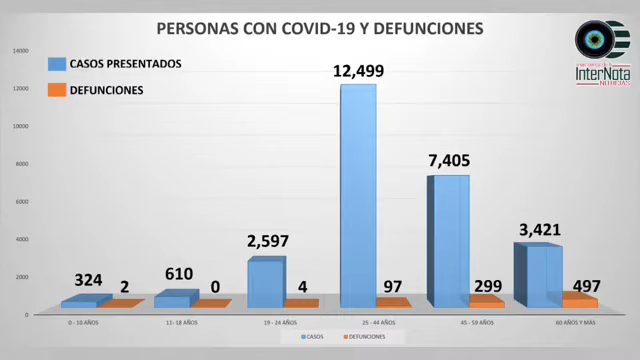 PERSONAS CON COVID-19 Y DEFUNCIONES
InterNota
NOTICIAS
CASOS PRESENTADOS
DEFUNCIONES
14000
12000
10000
8000
6000
4000
2000
0
324
2
610
0
2,597
4
12,499
97
7,405
299
3,421
497
0 - 10 AÑOS
11- 18 AÑOS
19 - 24 AÑOS
25 - 44 AÑOS
45 - 59 AÑOS
60 AÑOS Y MÁS
CASOS
DEFUNCIONES